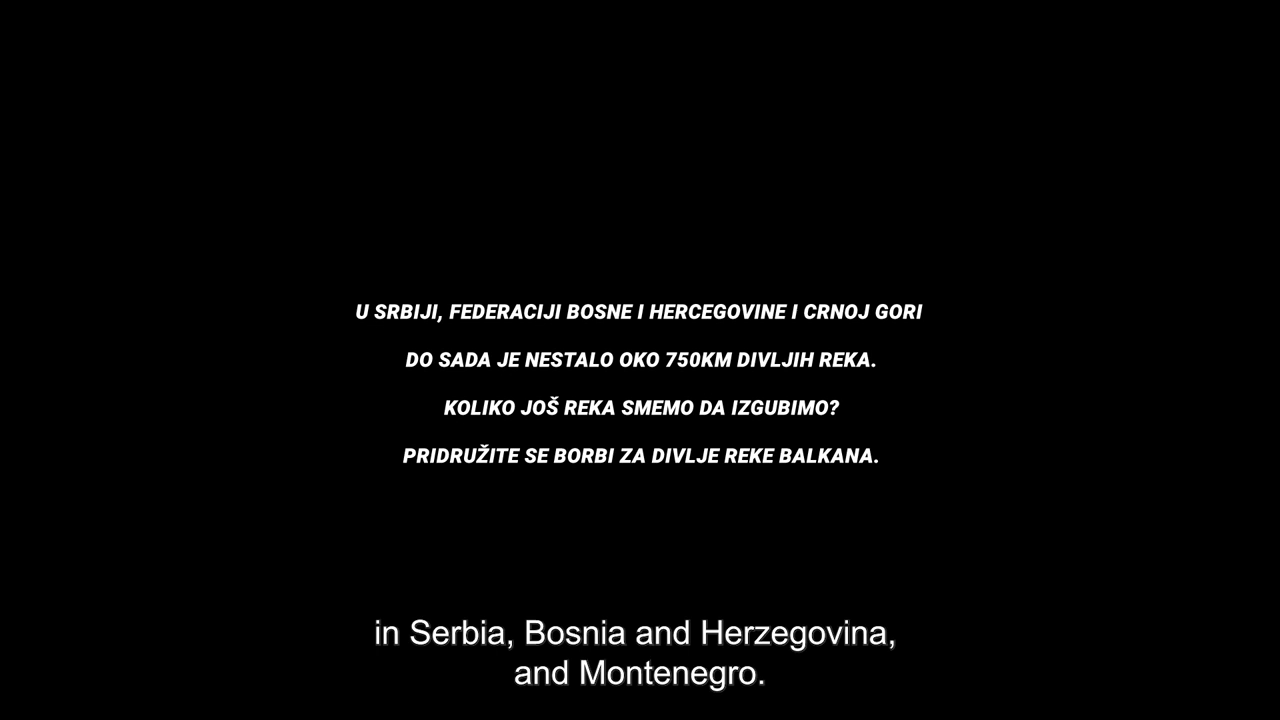 U SRBIJI, FEDERACIJI BOSNE I HERCEGOVINE I CRNOJ GORI
DO SADA JE NESTALO OKO 750KM DIVLJIH REKA.
KOLIKO JOŠ REKA SMEMO DA IZGUBIMO?
PRIDRUŽITE SE BORBI ZA DIVLJE REKE BALKANA.
in Serbia, Bosnia and Herzegovina,
and Montenegro.